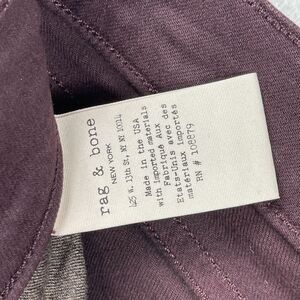 rag & bone
NEW YORK
425 W. 13th St, NY NY 10014
Made in the USA
with imported materials
Fabriqué Aux
Etats-Unis avec des
matériaux importés
RN # 108879